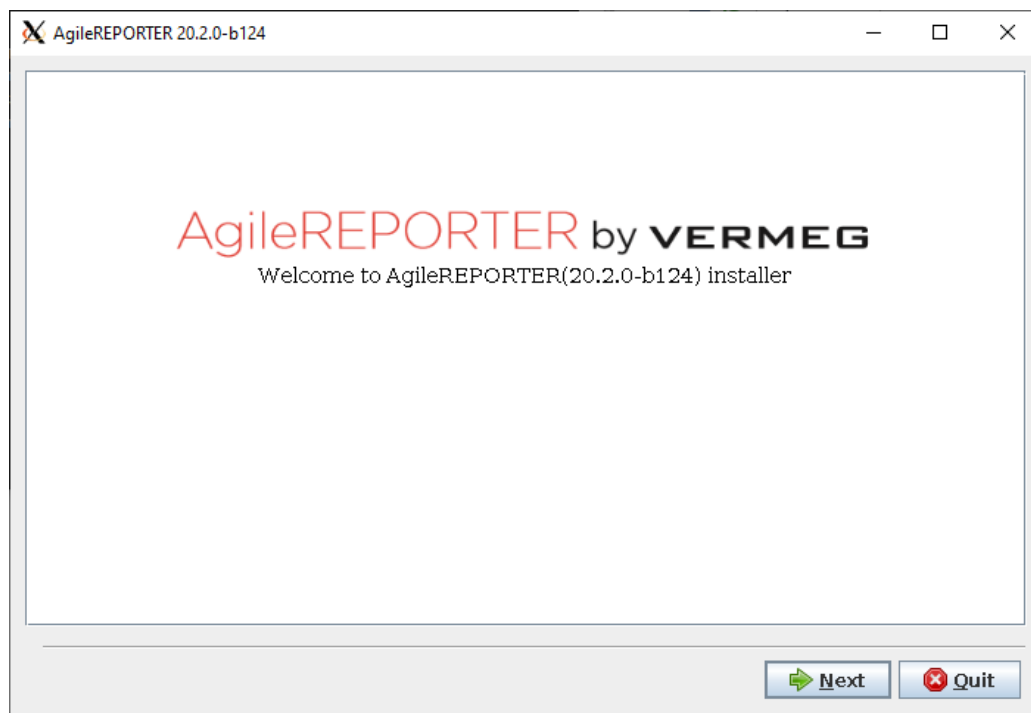 AgileREPORTER 20.2.0-b124
AgileREPORTER by VERMEG
Welcome to AgileREPORTER(20.2.0-b124) installer
Next
Quit